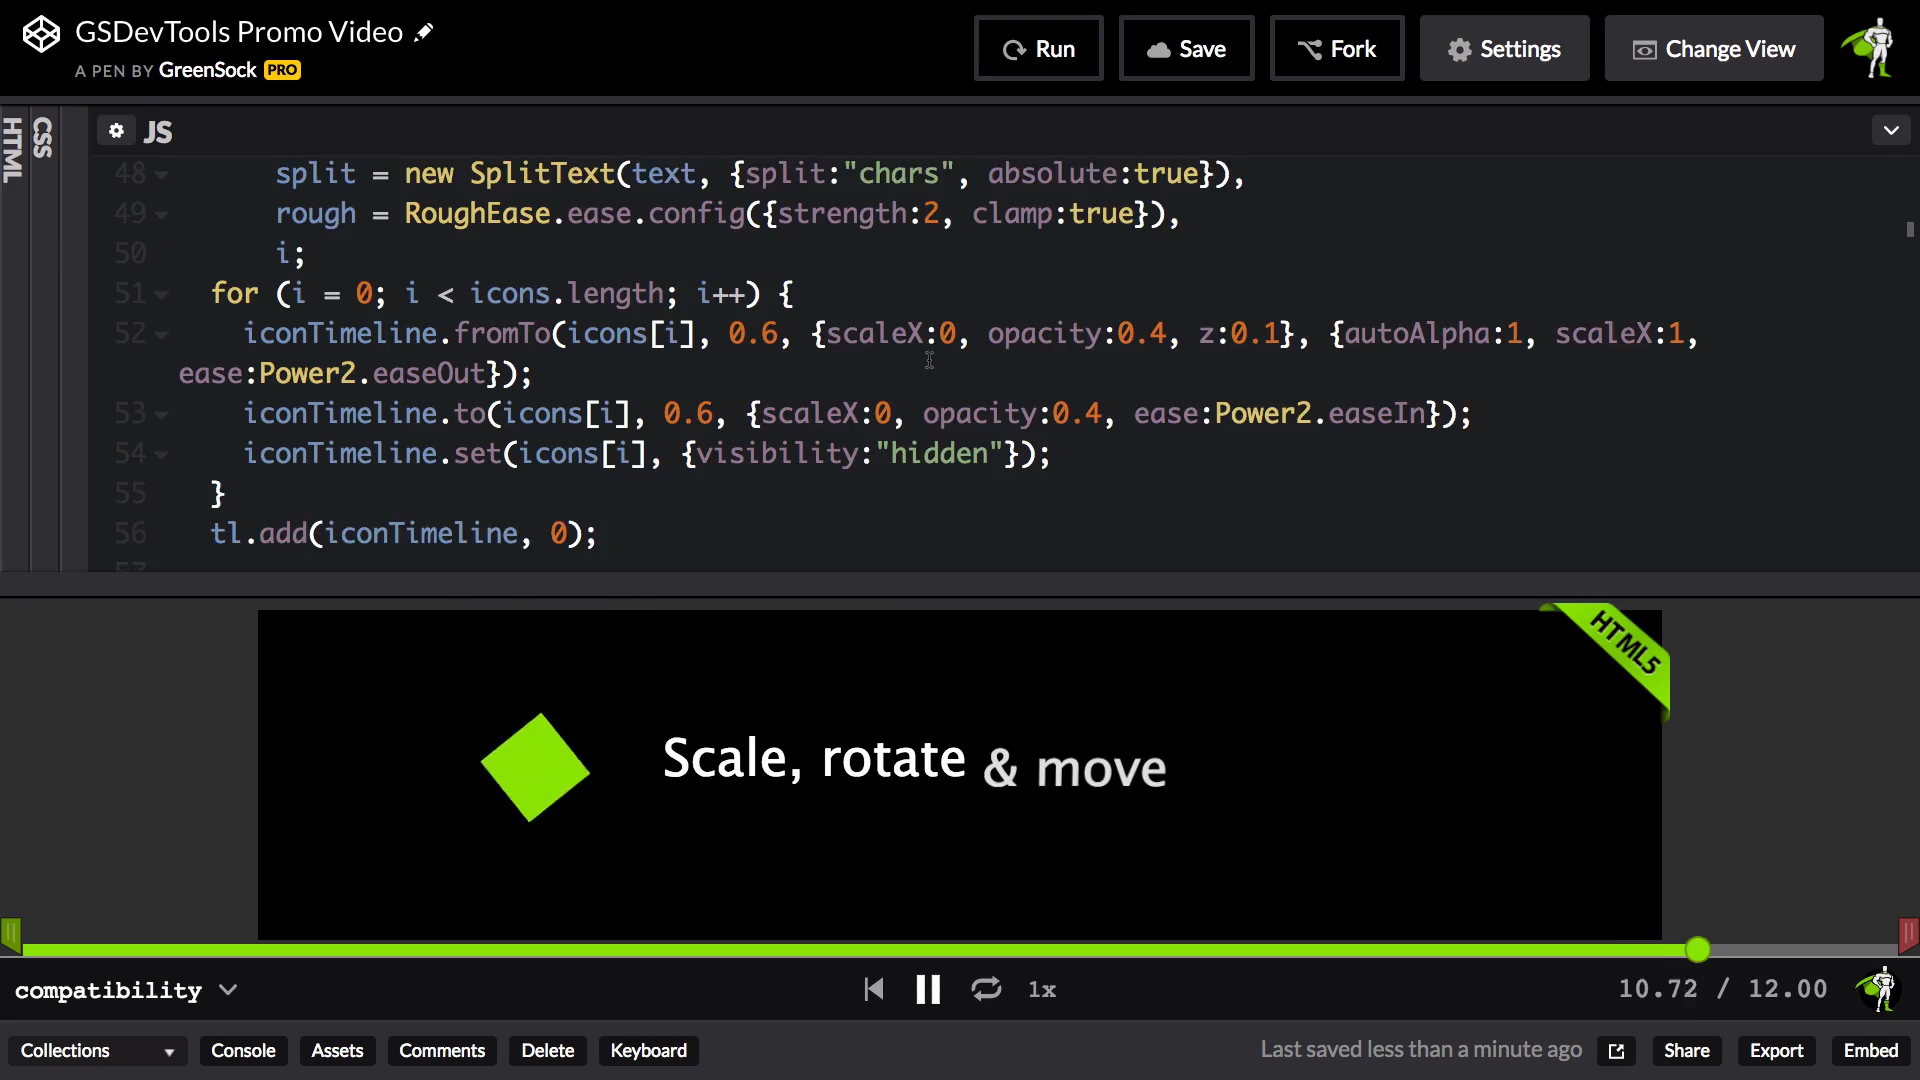 GSDevTools Promo Video
A PEN BY GreenSock PRO
Run
Save
Fork
Settings
Change View
HTML
CSS
JS
48 split = new SplitText(text, {split:"chars", absolute:true}),
49 rough = RoughEase.ease.config({strength:2, clamp:true}),
50 i;
51 for (i = 0; i < icons.length; i++) {
52 iconTimeline.fromTo(icons[i], 0.6, {scaleX:0, opacity:0.4, z:0.1}, {autoAlpha:1, scaleX:1,
ease:Power2.easeOut});
53 iconTimeline.to(icons[i], 0.6, {scaleX:0, opacity:0.4, ease:Power2.easeIn});
54 iconTimeline.set(icons[i], {visibility:"hidden"});
55 }
56 tl.add(iconTimeline, 0);
57
HTML5
Scale, rotate & move
compatibility
1x
10.72 / 12.00
Collections
Console
Assets
Comments
Delete
Keyboard
Last saved less than a minute ago
Share
Export
Embed